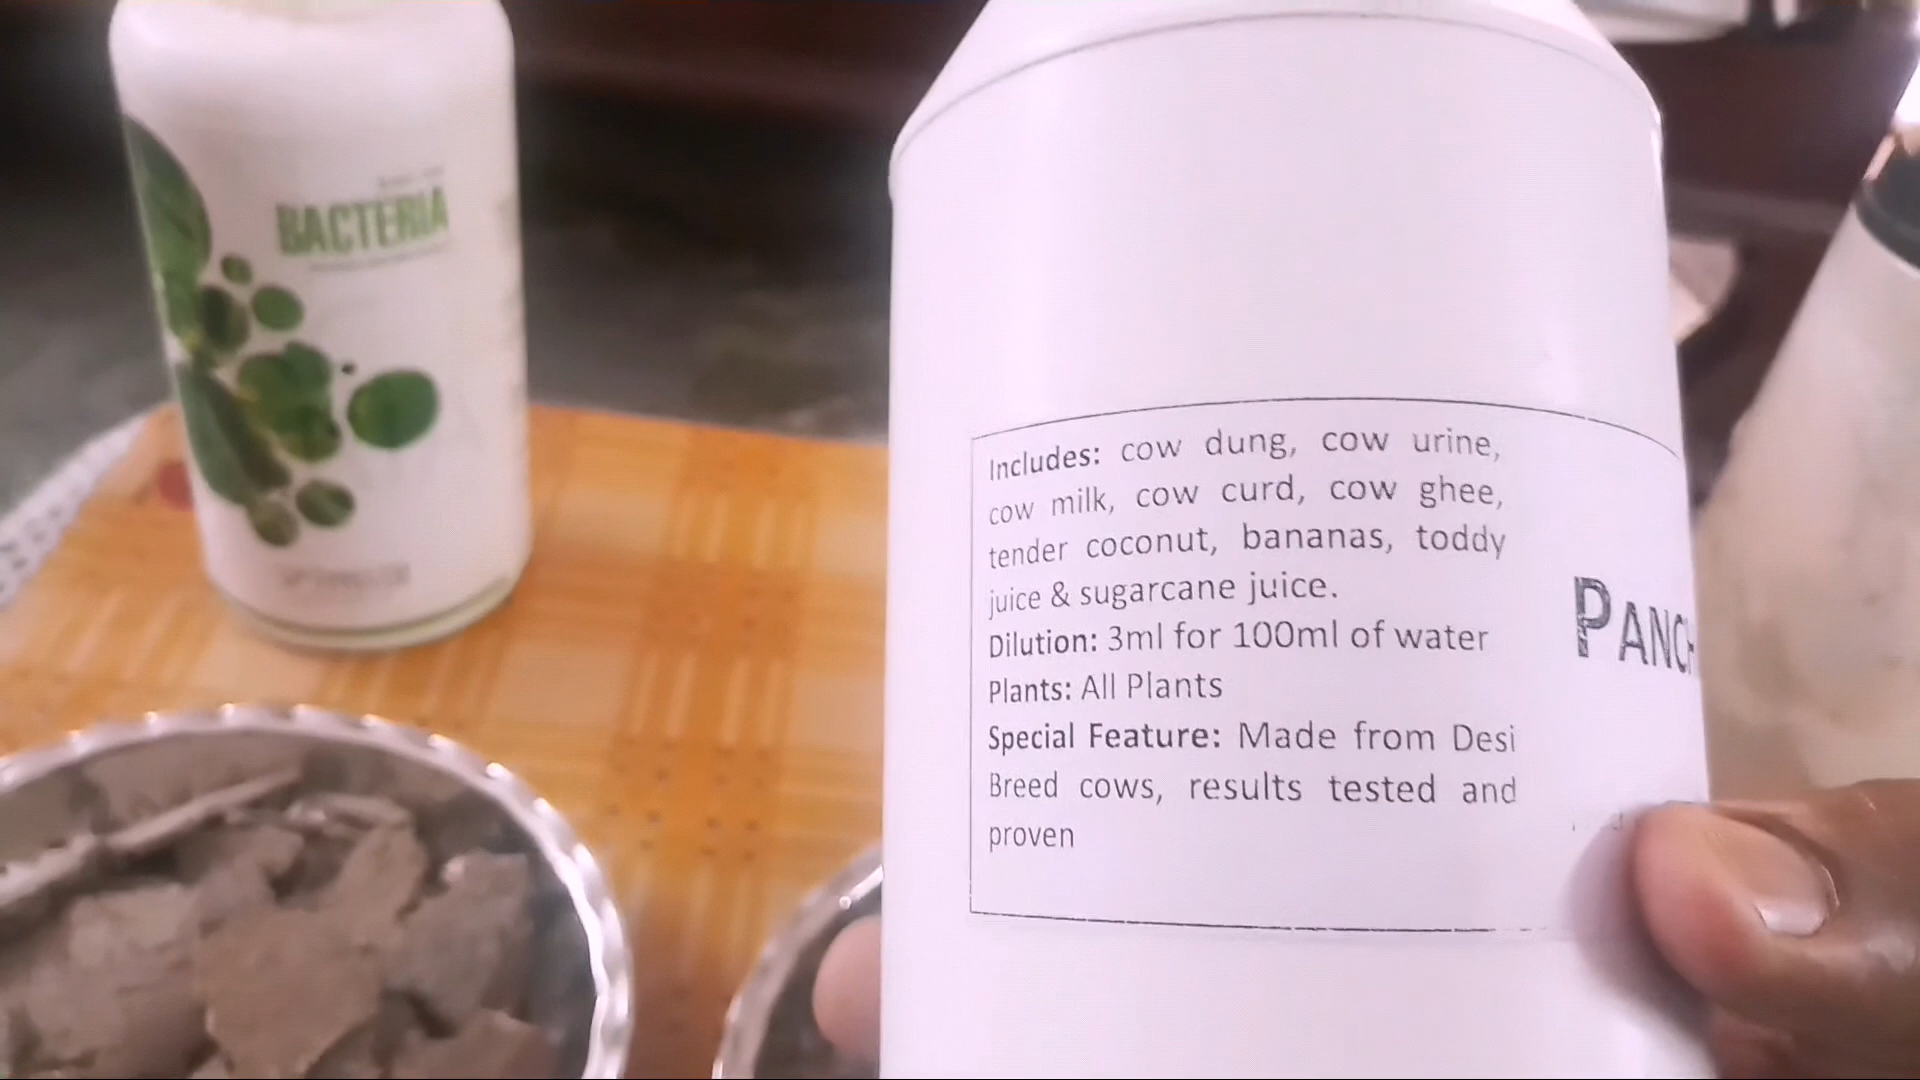 BACTERIA
Includes: cow dung, cow urine,
cow milk, cow curd, cow ghee,
tender coconut, bananas, toddy
juice & sugarcane juice.
Dilution: 3ml for 100ml of water
Plants: All Plants
Special Feature: Made from Desi
Breed cows, results tested and
proven
PANCH